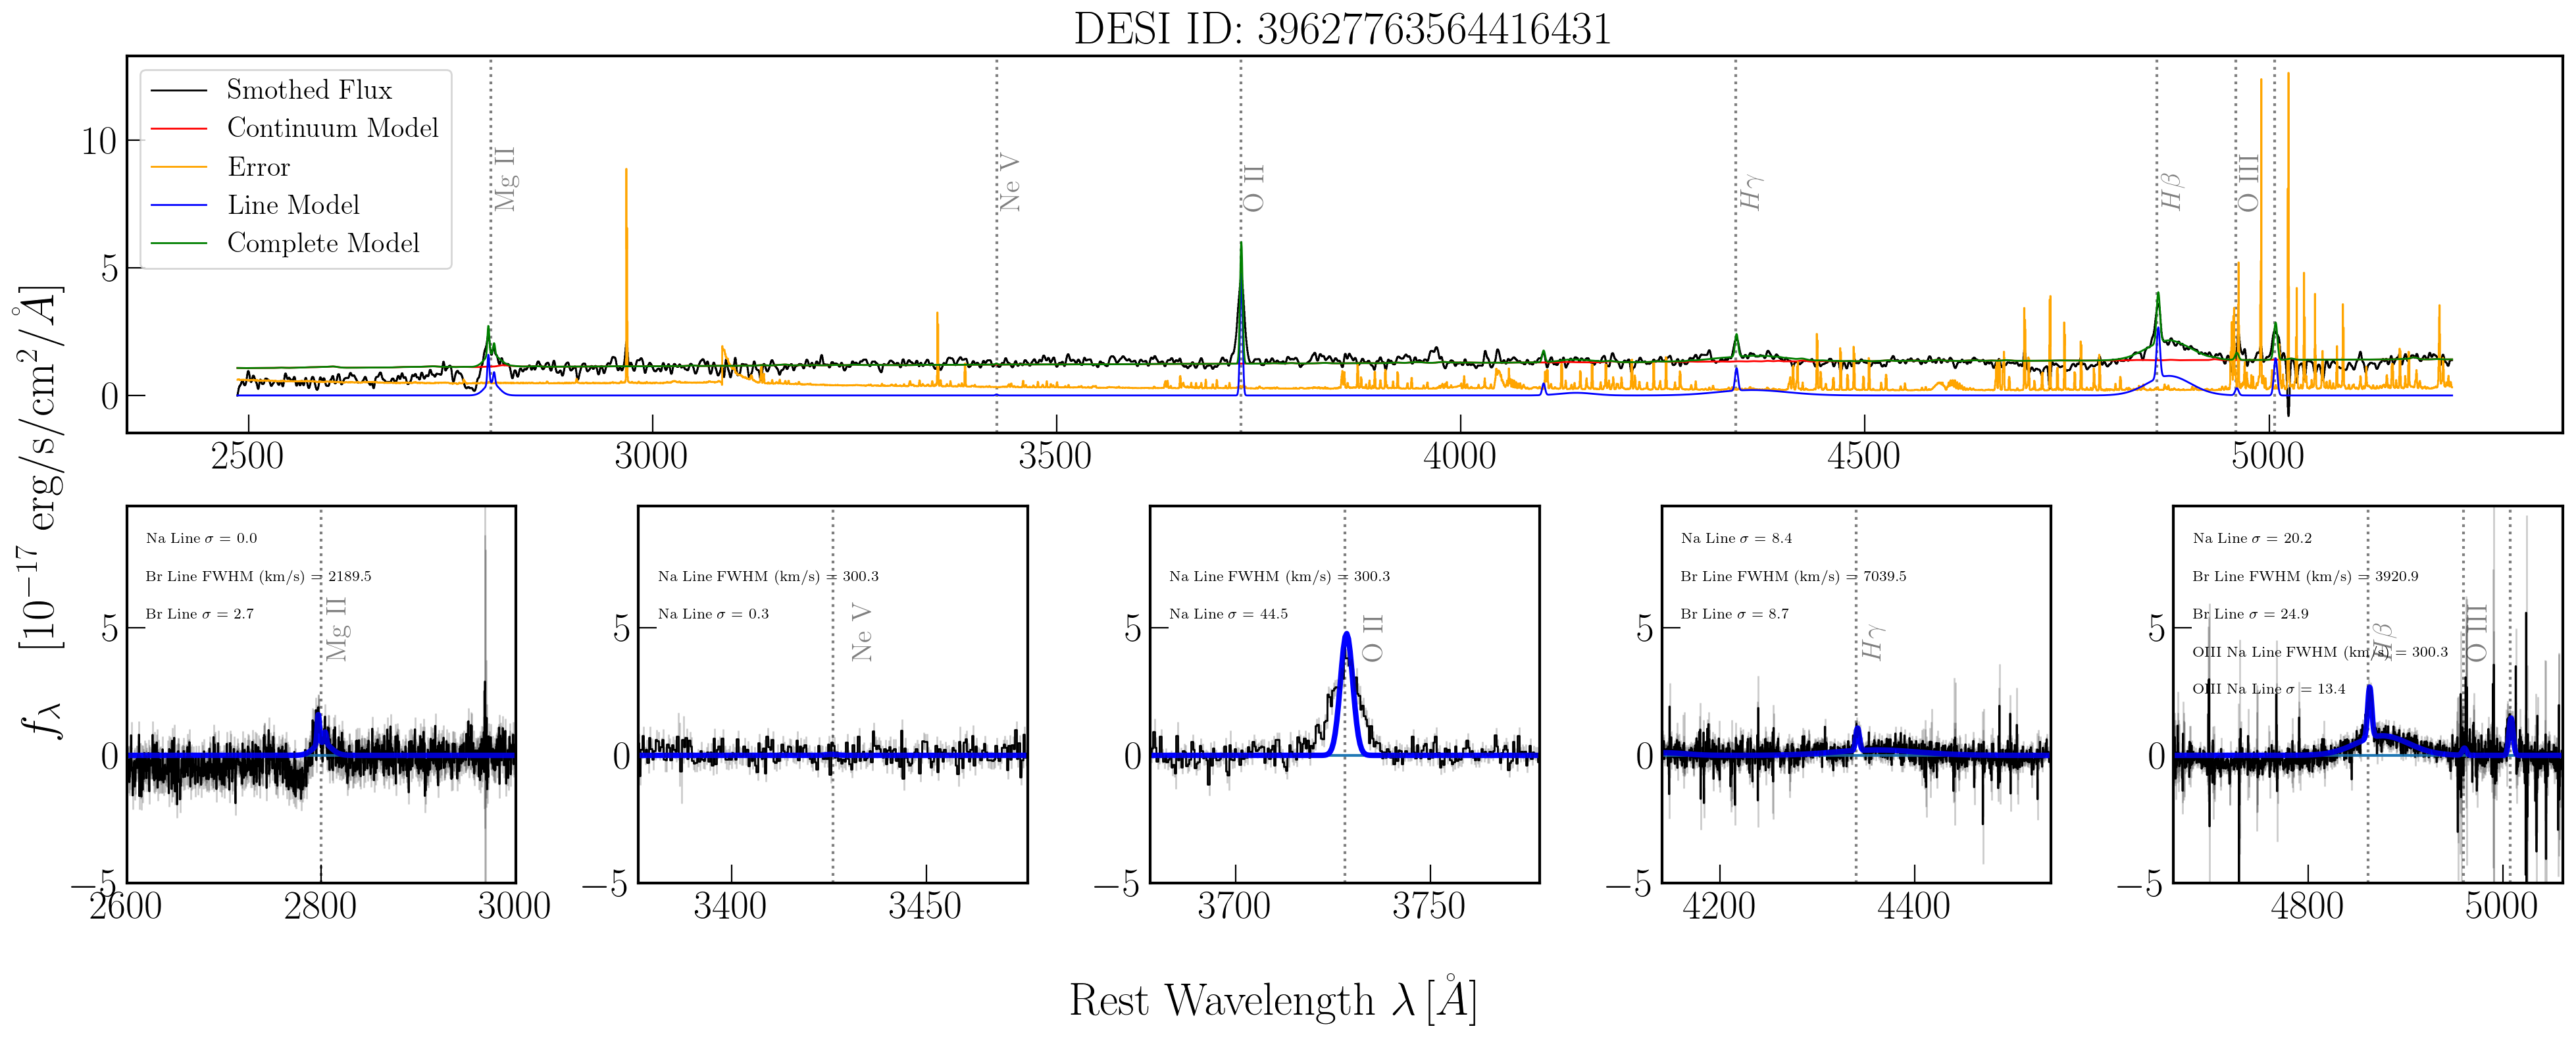 DESI ID: 39627763564416431
Smothed Flux
Continuum Model
Error
Line Model
Complete Model
Mg II
Ne V
O II
Hγ
Hβ
O III
10
5
0
2500 3000 3500 4000 4500 5000
f_λ [10^{-17} erg/s/cm^2/Å]
Na Line σ = 0.0
Br Line FWHM (km/s) = 2189.5
Br Line σ = 2.7
Mg II
5
0
−5
2600 2800 3000
Na Line FWHM (km/s) = 300.3
Na Line σ = 0.3
Ne V
5
0
−5
3400 3450
Na Line FWHM (km/s) = 300.3
Na Line σ = 44.5
O II
5
0
−5
3700 3750
Na Line σ = 8.4
Br Line FWHM (km/s) = 7039.5
Br Line σ = 8.7
Hγ
5
0
−5
4200 4400
Na Line σ = 20.2
Br Line FWHM (km/s) = 3920.9
Br Line σ = 24.9
OIII Na Line FWHM (km/s) = 300.3
OIII Na Line σ = 13.4
Hβ
O III
5
0
−5
4800 5000
Rest Wavelength λ [Å]